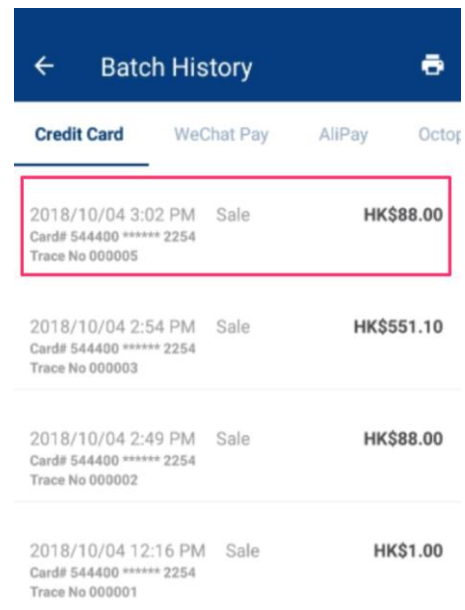 Batch History
Credit Card WeChat Pay AliPay Octop
2018/10/04 3:02 PM Sale HK$88.00
Card# 544400 ****** 2254
Trace No 000005
2018/10/04 2:54 PM Sale HK$551.10
Card# 544400 ****** 2254
Trace No 000003
2018/10/04 2:49 PM Sale HK$88.00
Card# 544400 ****** 2254
Trace No 000002
2018/10/04 12:16 PM Sale HK$1.00
Card# 544400 ****** 2254
Trace No 000001